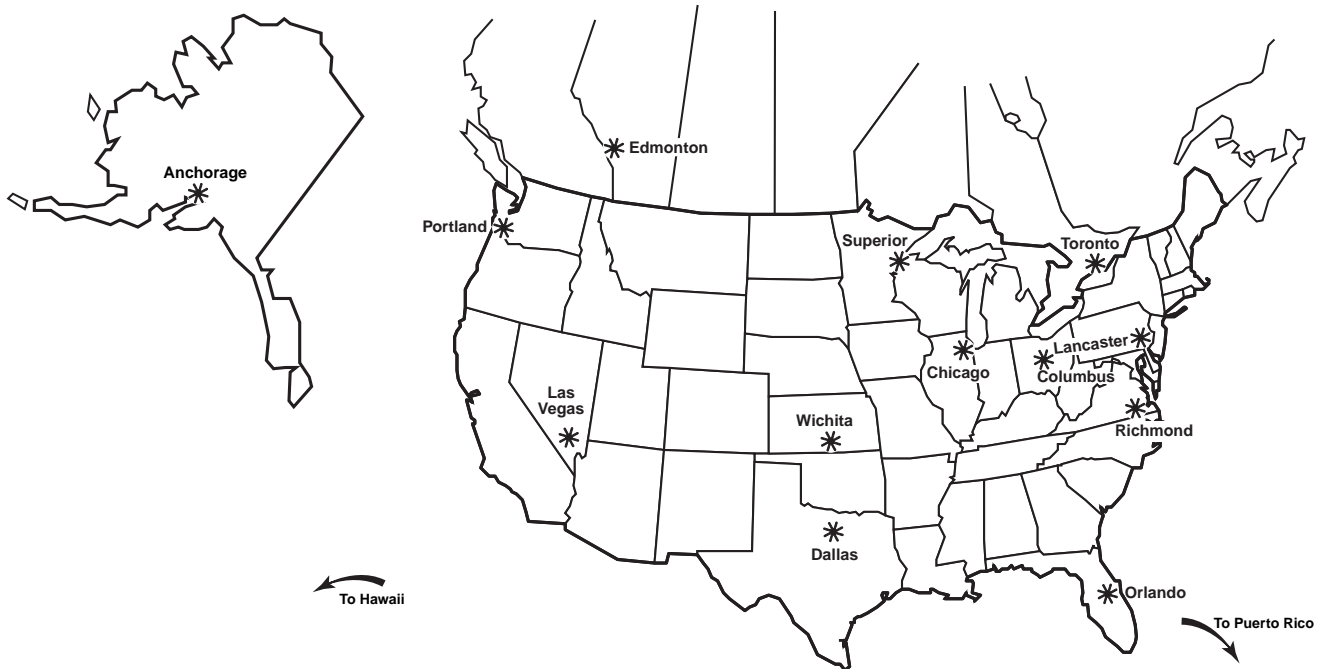 Edmonton
Anchorage
Portland
Superior
Toronto
Lancaster
Chicago
Columbus
Las
Vegas
Wichita
Richmond
Dallas
Orlando
To Hawaii
To Puerto Rico